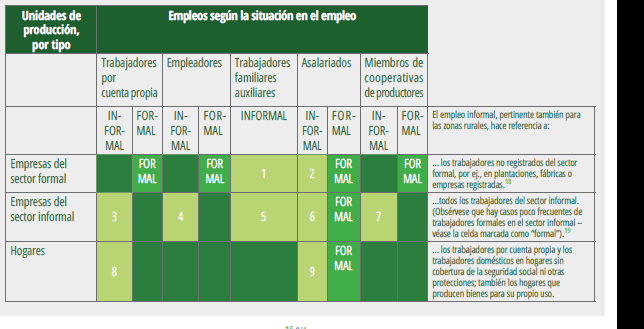 Unidades de
producción,
por tipo
Empleos según la situación en el empleo
Trabajadores
por
cuenta propia
Empleadores
Trabajadores
familiares
auxiliares
Asalariados
Miembros de
cooperativas
de productores
IN-
FOR-
MAL
FOR-
MAL
IN-
FOR-
MAL
FOR-
MAL
INFORMAL
IN-
FOR-
MAL
FOR-
MAL
IN-
FOR-
MAL
FOR-
MAL
El empleo informal, pertinente también para
las zonas rurales, hace referencia a:
Empresas del
sector formal
FOR
MAL
FOR
MAL
1
2
FOR
MAL
FOR
MAL
... los trabajadores no registrados del sector
formal, por ej., en plantaciones, fábricas o
empresas registradas.18
Empresas del
sector informal
3
4
5
6
FOR
MAL
7
...todos los trabajadores del sector informal.
(Obsérvese que hay casos poco frecuentes de
trabajadores formales en el sector informal –
véase la celda marcada como "formal").19
Hogares
8
9
FOR
MAL
... los trabajadores por cuenta propia y los
trabajadores domésticos en hogares sin
cobertura de la seguridad social ni otras
protecciones; también los hogares que
producen bienes para su propio uso.